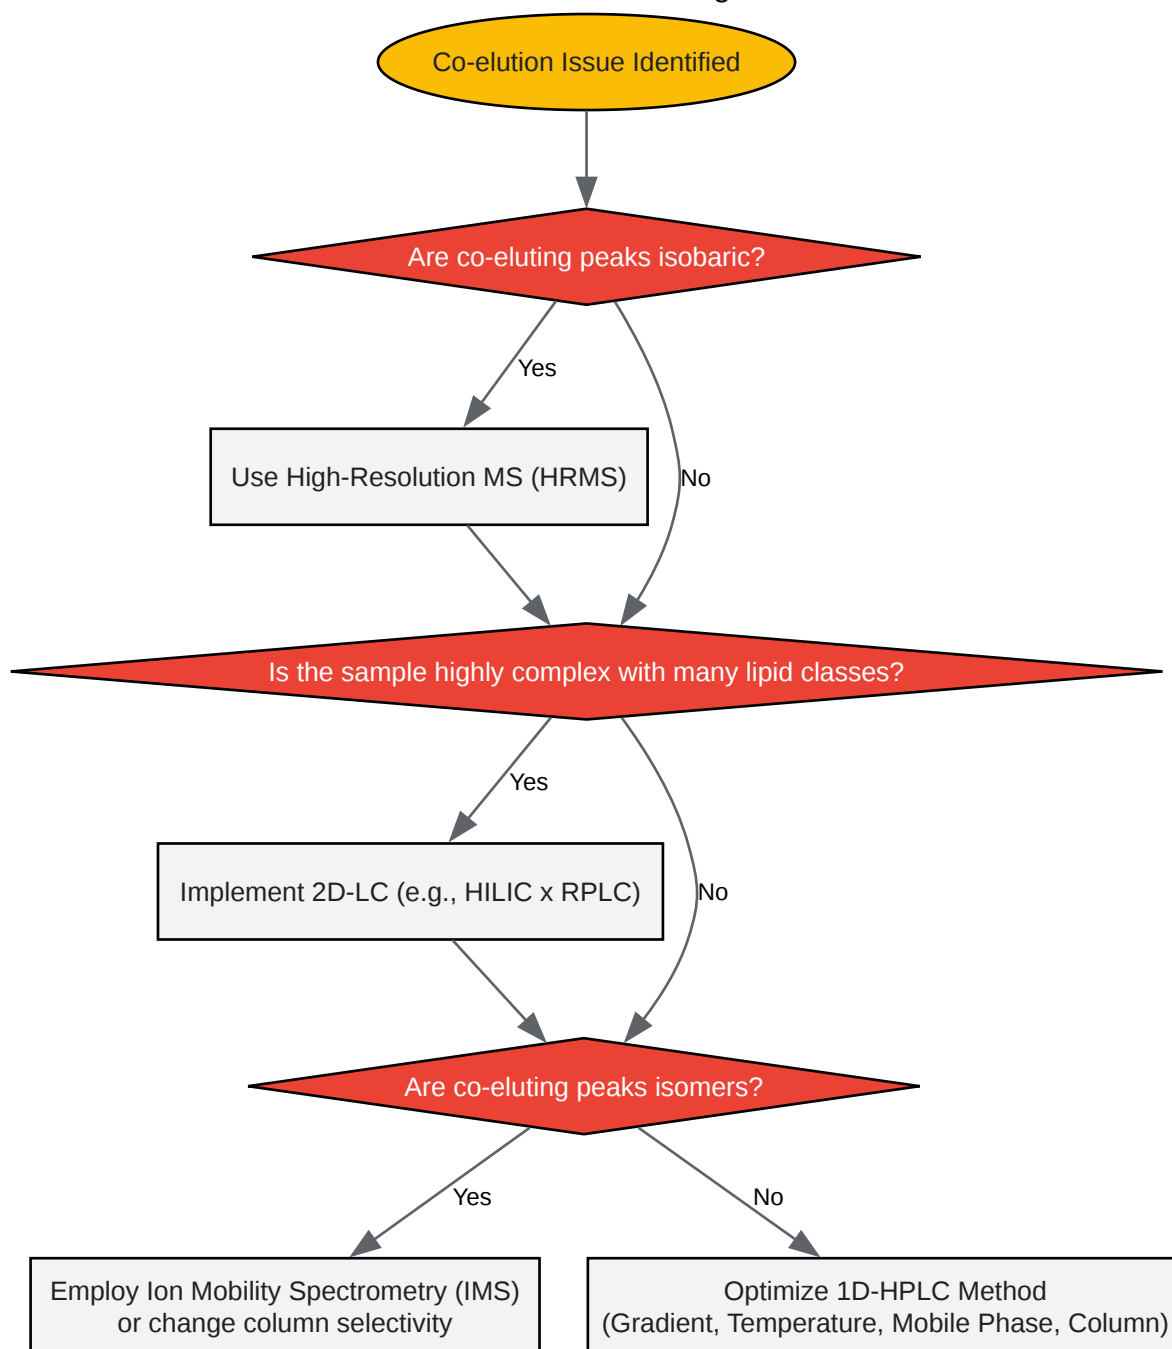 Co-elution Issue Identified
Are co-eluting peaks isobaric?
Yes
Use High-Resolution MS (HRMS)
No
Is the sample highly complex with many lipid classes?
Yes
Implement 2D-LC (e.g., HILIC x RPLC)
No
Are co-eluting peaks isomers?
Yes
No
Employ Ion Mobility Spectrometry (IMS)
or change column selectivity
Optimize 1D-HPLC Method
(Gradient, Temperature, Mobile Phase, Column)